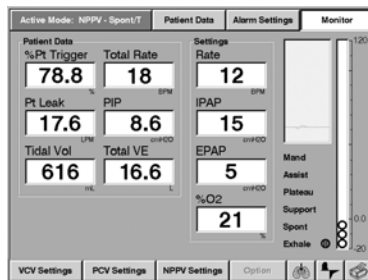 Active Mode: NPPV - Spont/T
Patient Data
Alarm Settings
Monitor
Patient Data
%Pt Trigger
78.8
%
Total Rate
18
BPM
Pt Leak
17.6
LPM
PIP
8.6
cmH2O
Tidal Vol
616
mL
Total VE
16.6
L
Settings
Rate
12
BPM
IPAP
15
cmH2O
EPAP
5
cmH2O
%O2
21
%
120
0.0
-20
Mand
Assist
Plateau
Support
Spont
Exhale
VCV Settings
PCV Settings
NPPV Settings
Option